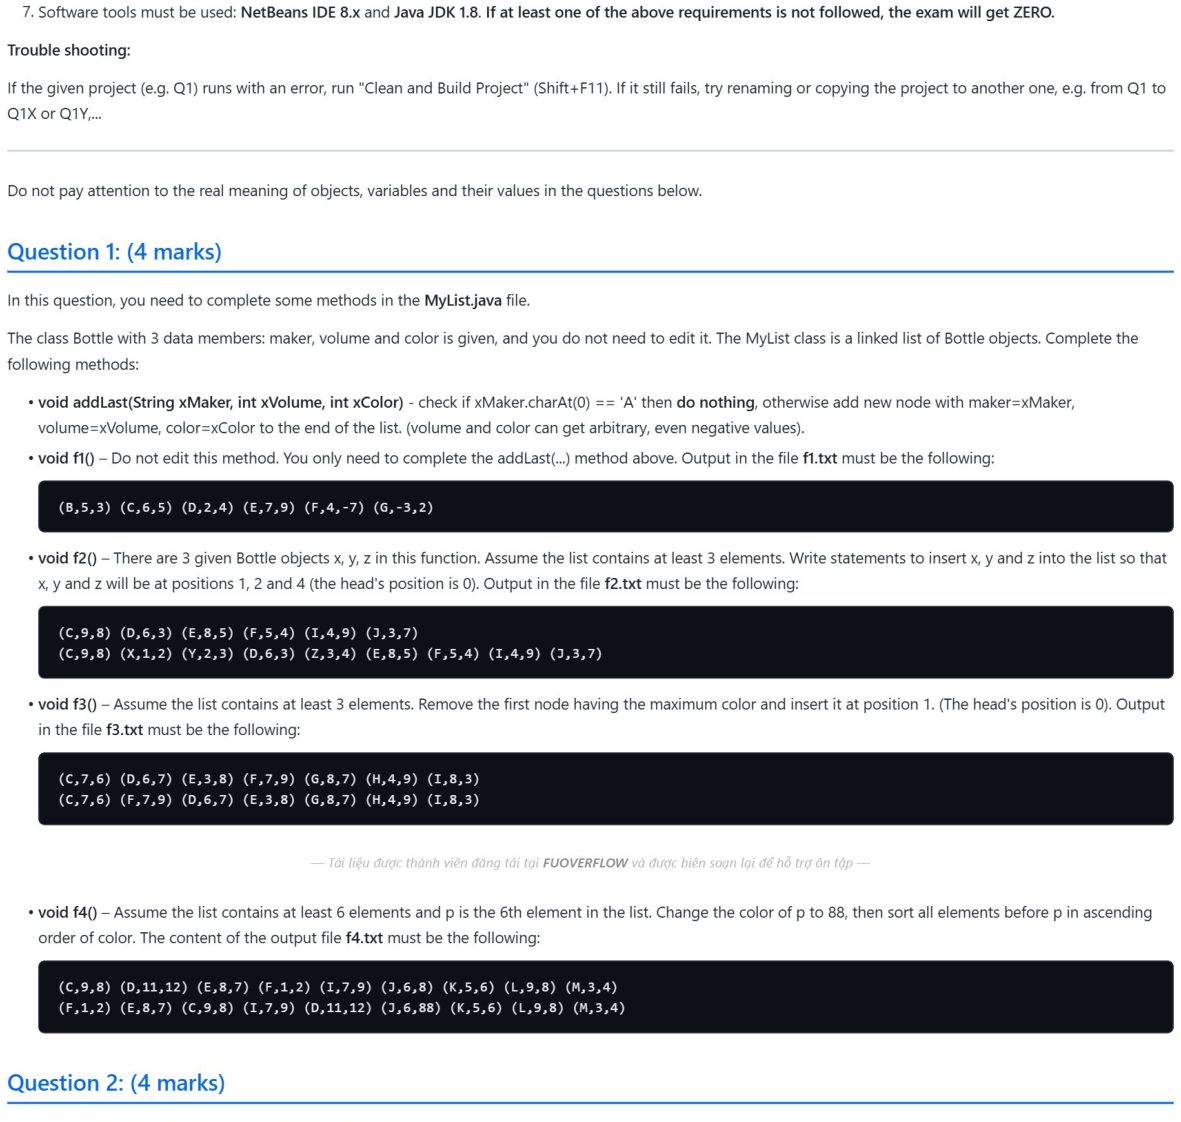 7. Software tools must be used: NetBeans IDE 8.x and Java JDK 1.8. If at least one of the above requirements is not followed, the exam will get ZERO.
Trouble shooting:
If the given project (e.g. Q1) runs with an error, run "Clean and Build Project" (Shift+F11). If it still fails, try renaming or copying the project to another one, e.g. from Q1 to
Q1X or Q1Y,...
Do not pay attention to the real meaning of objects, variables and their values in the questions below.
Question 1: (4 marks)
In this question, you need to complete some methods in the MyList.java file.
The class Bottle with 3 data members: maker, volume and color is given, and you do not need to edit it. The MyList class is a linked list of Bottle objects. Complete the
following methods:
• void addLast(String xMaker, int xVolume, int xColor) - check if xMaker.charAt(0) == 'A' then do nothing, otherwise add new node with maker=xMaker,
volume=xVolume, color=xColor to the end of the list. (volume and color can get arbitrary, even negative values).
• void f1() – Do not edit this method. You only need to complete the addLast(...) method above. Output in the file f1.txt must be the following:
(B,5,3) (C,6,5) (D,2,4) (E,7,9) (F,4,-7) (G,-3,2)
• void f2() – There are 3 given Bottle objects x, y, z in this function. Assume the list contains at least 3 elements. Write statements to insert x, y and z into the list so that
x, y and z will be at positions 1, 2 and 4 (the head's position is 0). Output in the file f2.txt must be the following:
(C,9,8) (D,6,3) (E,8,5) (F,5,4) (I,4,9) (J,3,7)
(C,9,8) (X,1,2) (Y,2,3) (D,6,3) (Z,3,4) (E,8,5) (F,5,4) (I,4,9) (J,3,7)
• void f3() – Assume the list contains at least 3 elements. Remove the first node having the maximum color and insert it at position 1. (The head's position is 0). Output
in the file f3.txt must be the following:
(C,7,6) (D,6,7) (E,3,8) (F,7,9) (G,8,7) (H,4,9) (I,8,3)
(C,7,6) (F,7,9) (D,6,7) (E,3,8) (G,8,7) (H,4,9) (I,8,3)
— Tài liệu được thành viên đăng tải tại FUOVERFLOW và được biên soạn lại để hỗ trợ ôn tập —
• void f4() – Assume the list contains at least 6 elements and p is the 6th element in the list. Change the color of p to 88, then sort all elements before p in ascending
order of color. The content of the output file f4.txt must be the following:
(C,9,8) (D,11,12) (E,8,7) (F,1,2) (I,7,9) (J,6,8) (K,5,6) (L,9,8) (M,3,4)
(F,1,2) (E,8,7) (C,9,8) (I,7,9) (D,11,12) (J,6,88) (K,5,6) (L,9,8) (M,3,4)
Question 2: (4 marks)